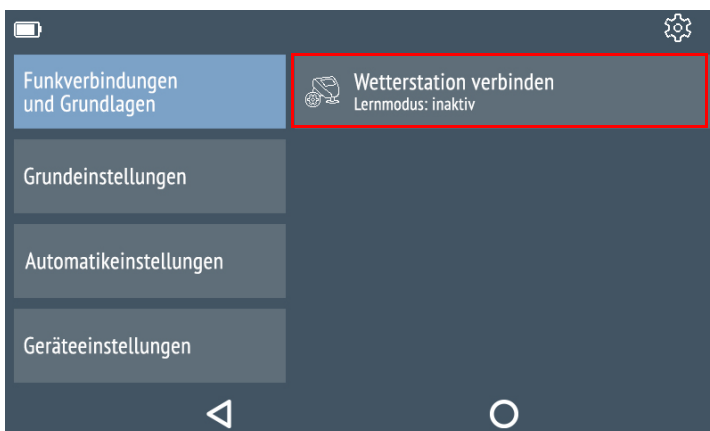 Funkverbindungen
und Grundlagen
Wetterstation verbinden
Lernmodus: inaktiv
Grundeinstellungen
Automatikeinstellungen
Geräteeinstellungen